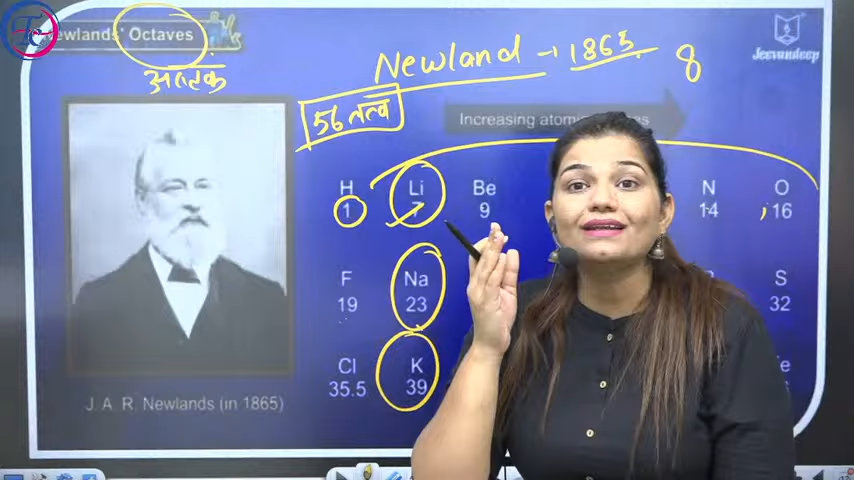 Newlands' Octaves
अष्टक
Newland → 1865
8
Jeevandeep
56 तत्व
Increasing atomic
H Li Be N O
1 7 9 14 16
F Na S
19 23 32
Cl K
35.5 39
J. A. R. Newlands (in 1865)